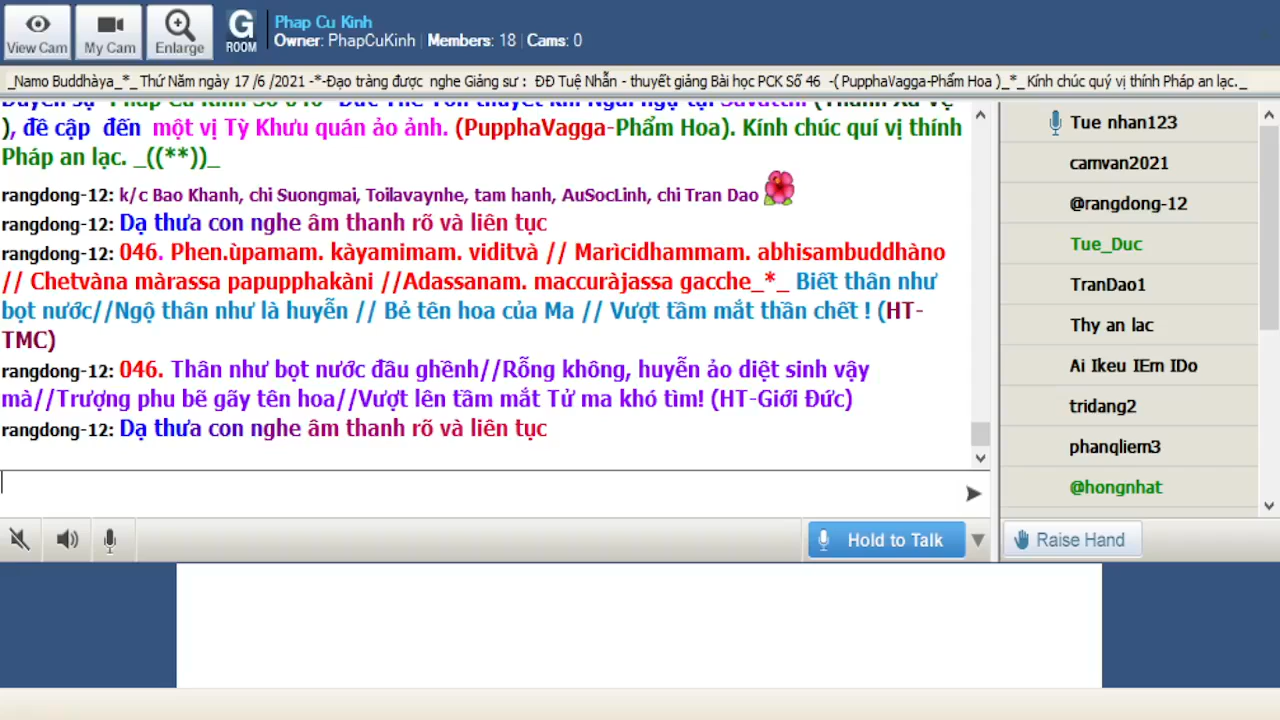 View Cam
My Cam
Enlarge
G
ROOM
Phap Cu Kinh
Owner: PhapCuKinh | Members: 18 | Cams: 0
_Namo Buddhàya_*_ Thứ Năm ngày 17 /6 /2021 -*-Đạo tràng được nghe Giảng sư : ĐĐ Tuệ Nhẫn - thuyết giảng Bài học PCK Số 46 -( PupphaVagga-Phẩm Hoa )_*_ Kính chúc quý vị thính Pháp an lạc._
), đề cập đến một vị Tỳ Khưu quán ảo ảnh. (PupphaVagga-Phẩm Hoa). Kính chúc quí vị thính
Pháp an lạc. _((**))_
rangdong-12: k/c Bao Khanh, chi Suongmai, Toilavaynhe, tam hanh, AuSocLinh, chi Tran Dao
rangdong-12: Dạ thưa con nghe âm thanh rõ và liên tục
rangdong-12: 046. Phen.ùpamam. kàyamimam. viditvà // Marìcidhammam. abhisambuddhàno
// Chetvàna màrassa papupphakàni //Adassanam. maccuràjassa gacche_*_ Biết thân như
bọt nước//Ngộ thân như là huyễn // Bẻ tên hoa của Ma // Vượt tầm mắt thần chết ! (HT-
TMC)
rangdong-12: 046. Thân như bọt nước đầu ghềnh//Rỗng không, huyễn ảo diệt sinh vậy
mà//Trượng phu bẽ gãy tên hoa//Vượt lên tầm mắt Tử ma khó tìm! (HT-Giới Đức)
rangdong-12: Dạ thưa con nghe âm thanh rõ và liên tục
Tue nhan123
camvan2021
@rangdong-12
Tue_Duc
TranDao1
Thy an lac
Ai Ikeu IEm IDo
tridang2
phanqliem3
@hongnhat
Hold to Talk
Raise Hand